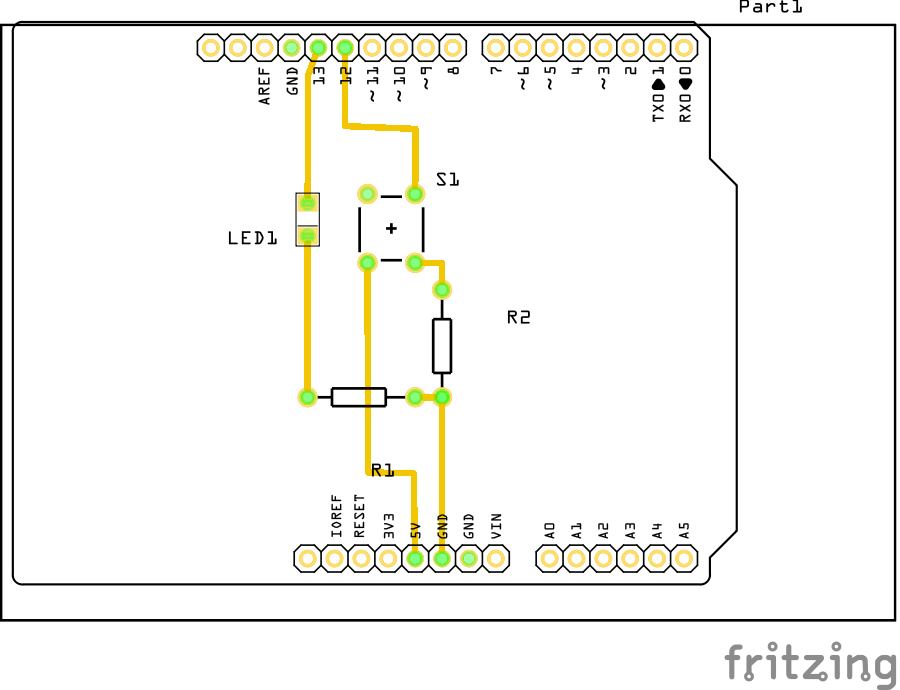 Part1
AREF
GND
13
12
~11
~10
~9
8
7
~6
~5
4
~3
2
TX0▶1
RX0◀0
S1
LED1
R2
R1
IOREF
RESET
3V3
5V
GND
GND
VIN
A0
A1
A2
A3
A4
A5
fritzing